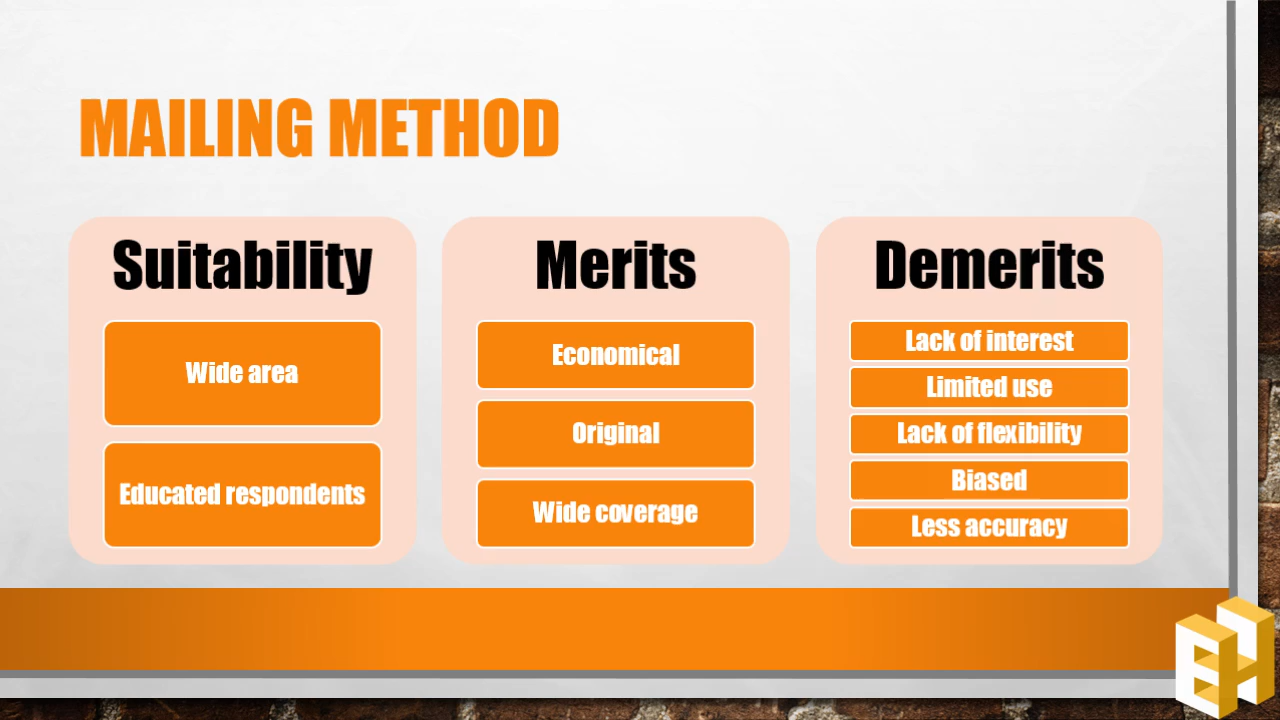 MAILING METHOD
Suitability
Wide area
Educated respondents
Merits
Economical
Original
Wide coverage
Demerits
Lack of interest
Limited use
Lack of flexibility
Biased
Less accuracy
EH